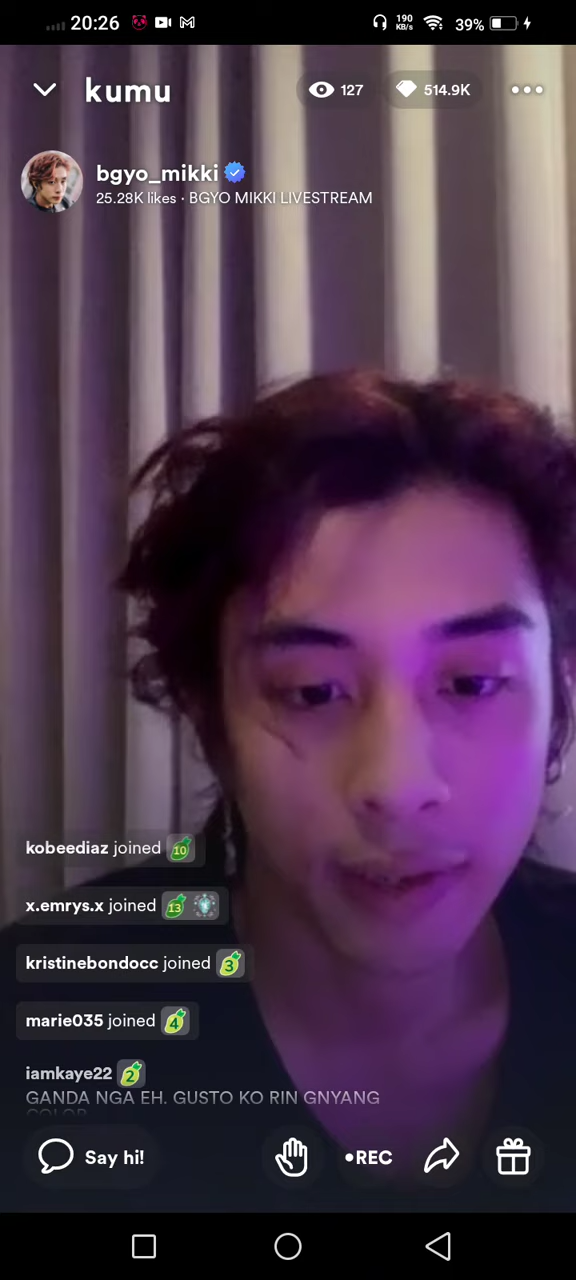 20:26
190
KB/s
39%
kumu
127
514.9K
bgyo_mikki
25.28K likes · BGYO MIKKI LIVESTREAM
kobeediaz joined 10
x.emrys.x joined 13
kristinebondocc joined 3
marie035 joined 4
iamkaye22 2
GANDA NGA EH. GUSTO KO RIN GNYANG
COLOR
Say hi!
•REC